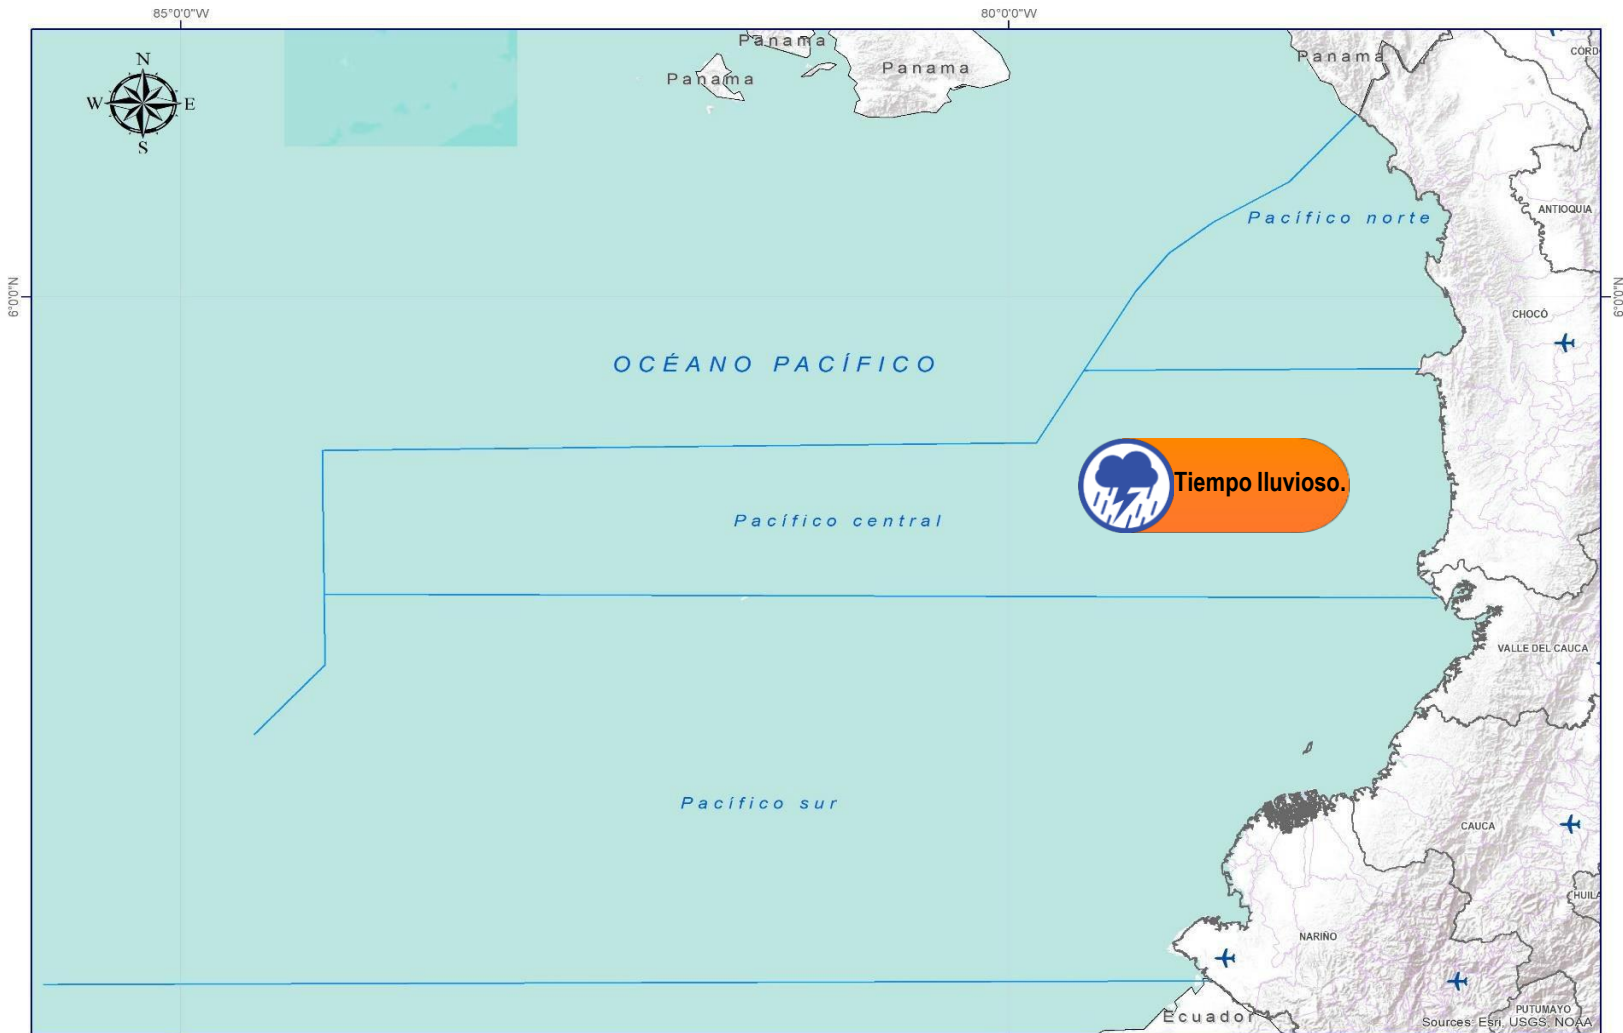 85°0'0"W
80°0'0"W
Panama
Panama
Panama
Panama
N
W
E
S
ANTIOQUIA
Pacífico norte
6°0'0"N
6°0'0"N
CHOCÓ
OCÉANO PACÍFICO
Tiempo lluvioso.
Pacífico central
VALLE DEL CAUCA
Pacífico sur
CAUCA
HUILA
NARIÑO
PUTUMAYO
Ecuador
Sources: Esri, USGS, NOAA